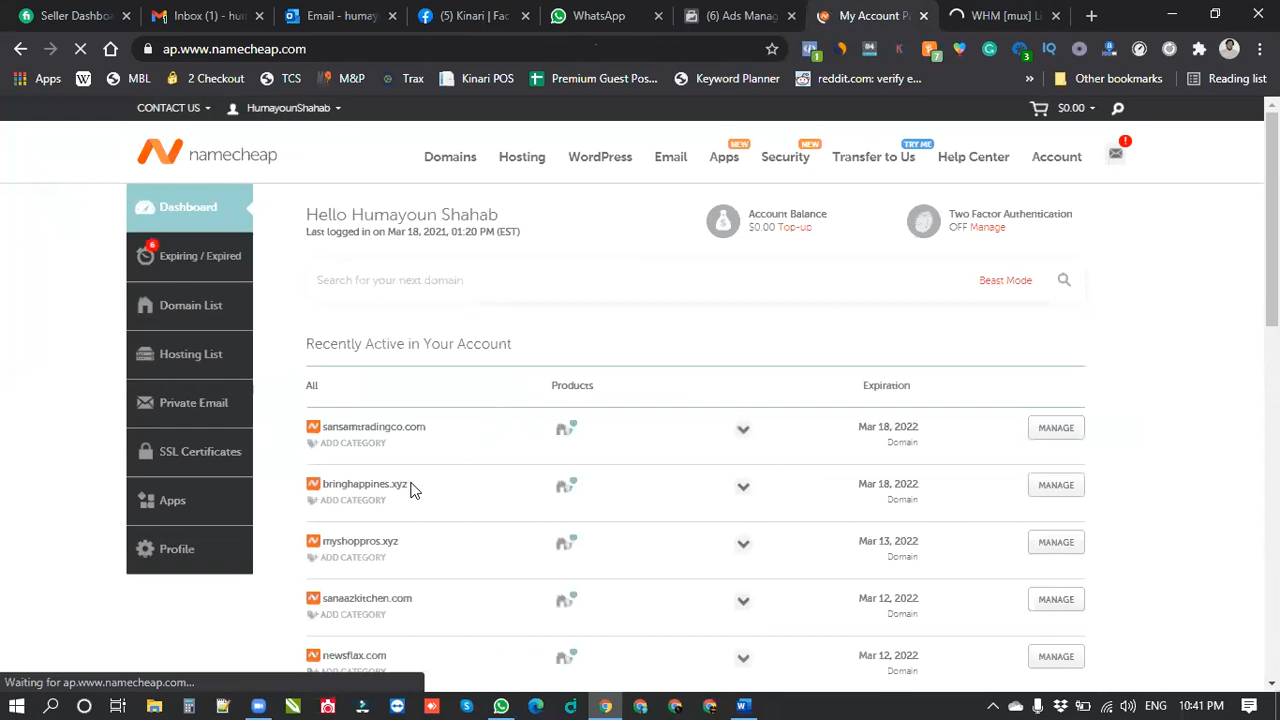 Seller Dashb
Inbox (1) - hum
Email - Detail
(3) Facebook
WhatsApp
(6) Ads Manag
My Account P
[Mux] Li
ap.www.namecheap.com
Apps
MBL
2 Checkout
TCS
M&P
Trax
Kinari POS
Premium Guest Pos...
Keyword Planner
reddit.com/verify/e...
»
Other bookmarks
Reading list
CONTACT US
HumayounShahab
$0.00
namecheap
Domains
Hosting
WordPress
Email
Apps
NEW
Security
NEW
Transfer to Us
TRY ME
Help Center
Account
Dashboard
6
Expiring / Expired
Domain List
Hosting List
Private Email
SSL Certificates
Apps
Profile
Hello Humayoun Shahab
Last logged in on Mar 18, 2021, 01:20 PM (EST)
Account Balance
$0.00 Top-up
Two Factor Authentication
OFF Manage
Search for your next domain
Beast Mode
Recently Active in Your Account
All Products Expiration
sansamtradingco.com Mar 18, 2022 MANAGE
ADD CATEGORY Domain
bringhappines.xyz Mar 18, 2022 MANAGE
ADD CATEGORY Domain
myshoppros.xyz Mar 13, 2022 MANAGE
ADD CATEGORY Domain
sanaazkitchen.com Mar 12, 2022 MANAGE
ADD CATEGORY Domain
newsflax.com Mar 12, 2022 MANAGE
ADD CATEGORY Domain
Waiting for ap.www.namecheap.com...
ENG
10:41 PM